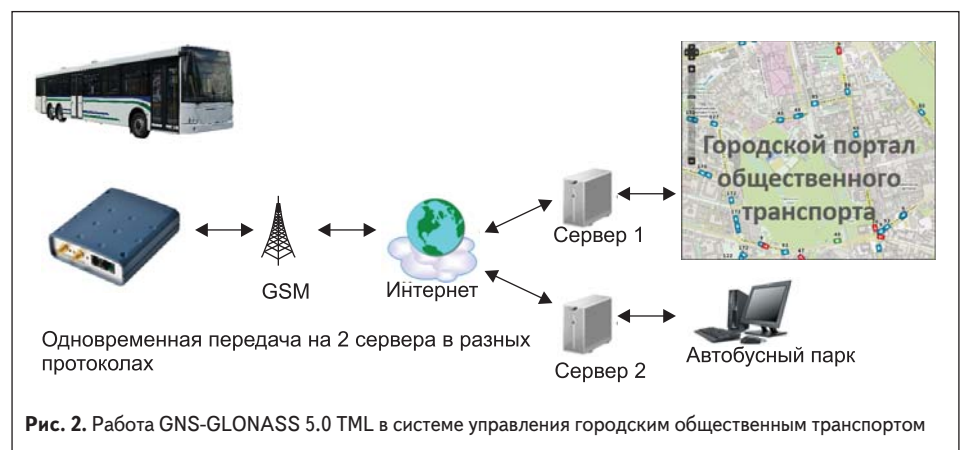 Городской портал
общественного
транспорта
Сервер 1
GSM
Интернет
Одновременная передача на 2 сервера в разных
протоколах
Сервер 2
Автобусный парк
Рис. 2. Работа GNS-GLONASS 5.0 TML в системе управления городским общественным транспортом